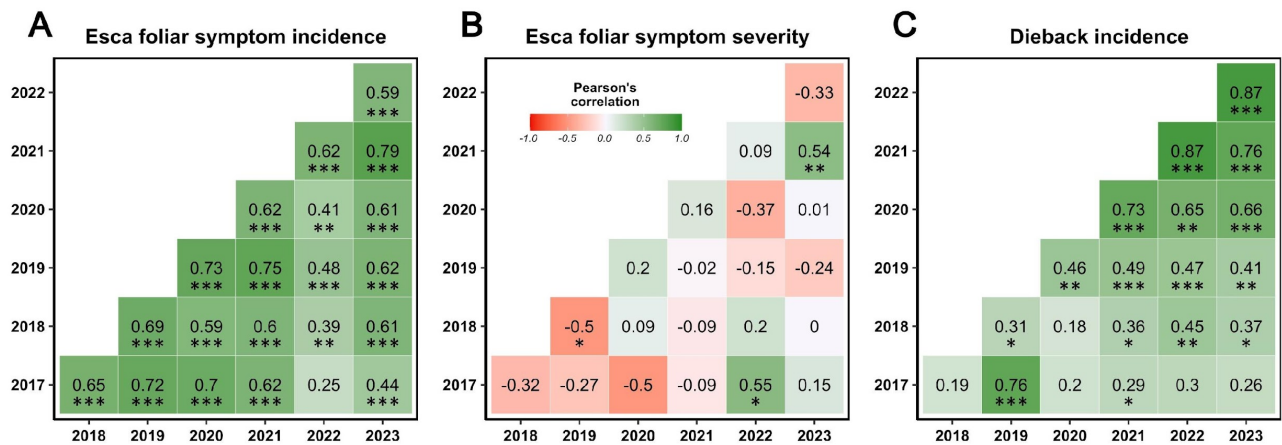 A Esca foliar symptom incidence
2022 0.59
***
2021 0.62 0.79
*** ***
2020 0.62 0.41 0.61
*** ** ***
2019 0.73 0.75 0.48 0.62
*** *** *** ***
2018 0.69 0.59 0.6 0.39 0.61
*** *** *** ** ***
2017 0.65 0.72 0.7 0.62 0.25 0.44
*** *** *** *** ***
2018 2019 2020 2021 2022 2023
B Esca foliar symptom severity
Pearson's
correlation
-1.0 -0.5 0.0 0.5 1.0
-0.33
0.09 0.54
**
0.16 -0.37 0.01
0.2 -0.02 -0.15 -0.24
-0.5 0.09 -0.09 0.2 0
*
-0.32 -0.27 -0.5 -0.09 0.55 0.15
*
2018 2019 2020 2021 2022 2023
C Dieback incidence
2022 0.87
***
2021 0.87 0.76
*** ***
2020 0.73 0.65 0.66
*** ** ***
2019 0.46 0.49 0.47 0.41
** *** *** **
2018 0.31 0.18 0.36 0.45 0.37
* * ** *
2017 0.19 0.76 0.2 0.29 0.3 0.26
*** *
2018 2019 2020 2021 2022 2023